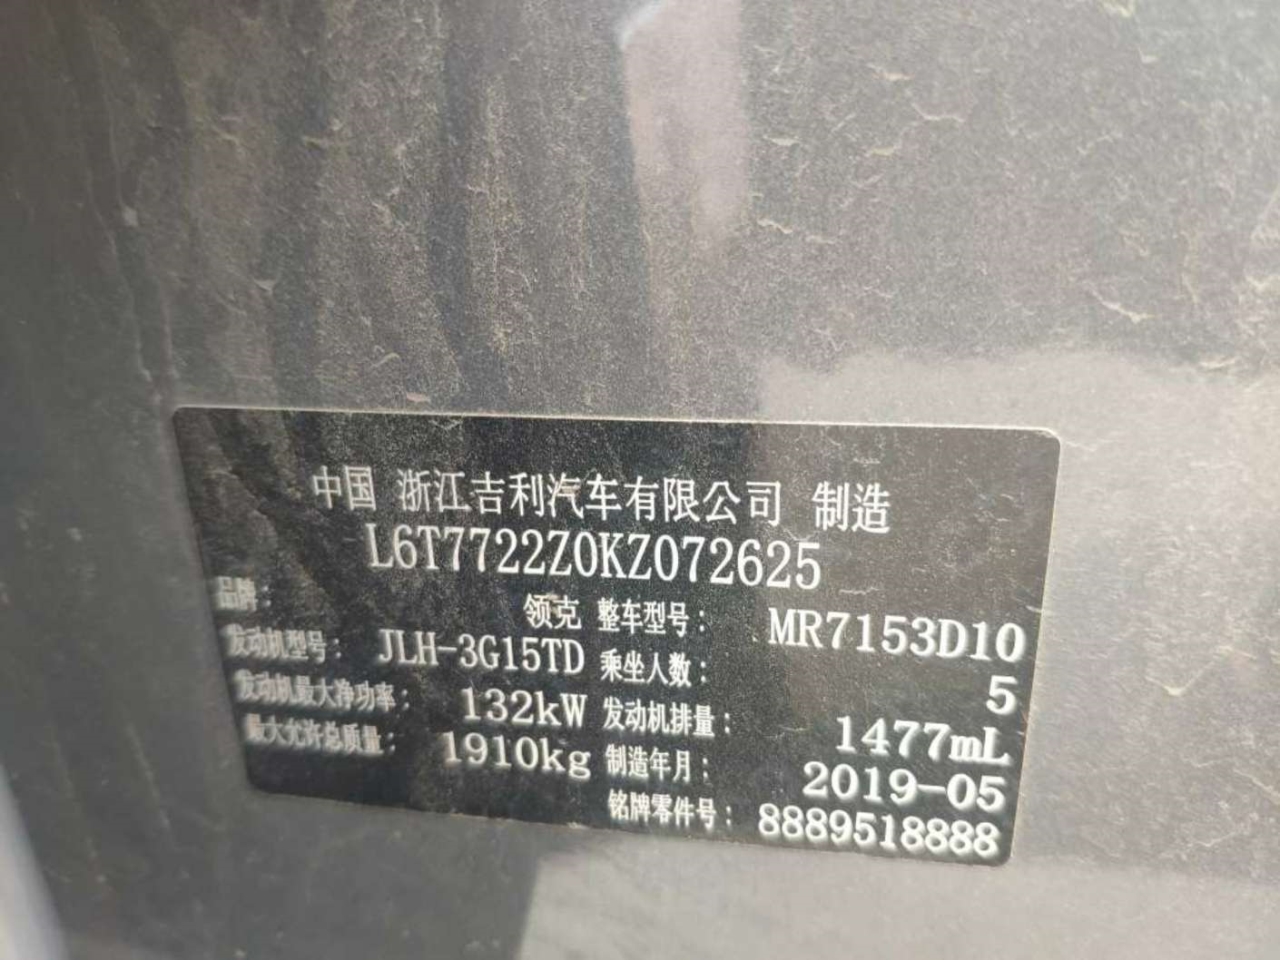 中国 浙江吉利汽车有限公司 制造
L6T7722Z0KZ072625
品牌: 领克 整车型号: MR7153D10
发动机型号: JLH-3G15TD 乘坐人数: 5
发动机最大净功率: 132kW 发动机排量: 1477mL
最大允许总质量: 1910kg 制造年月: 2019-05
铭牌零件号: 8889518888